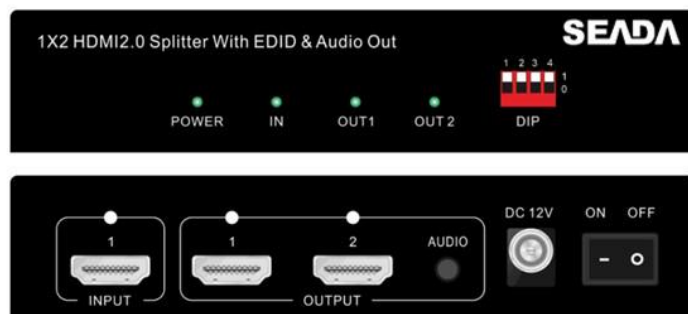 1X2 HDMI2.0 Splitter With EDID & Audio Out
SEADA
1 2 3 4
1
0
POWER IN OUT1 OUT 2 DIP
DC 12V ON OFF
1 1 2 AUDIO
INPUT OUTPUT